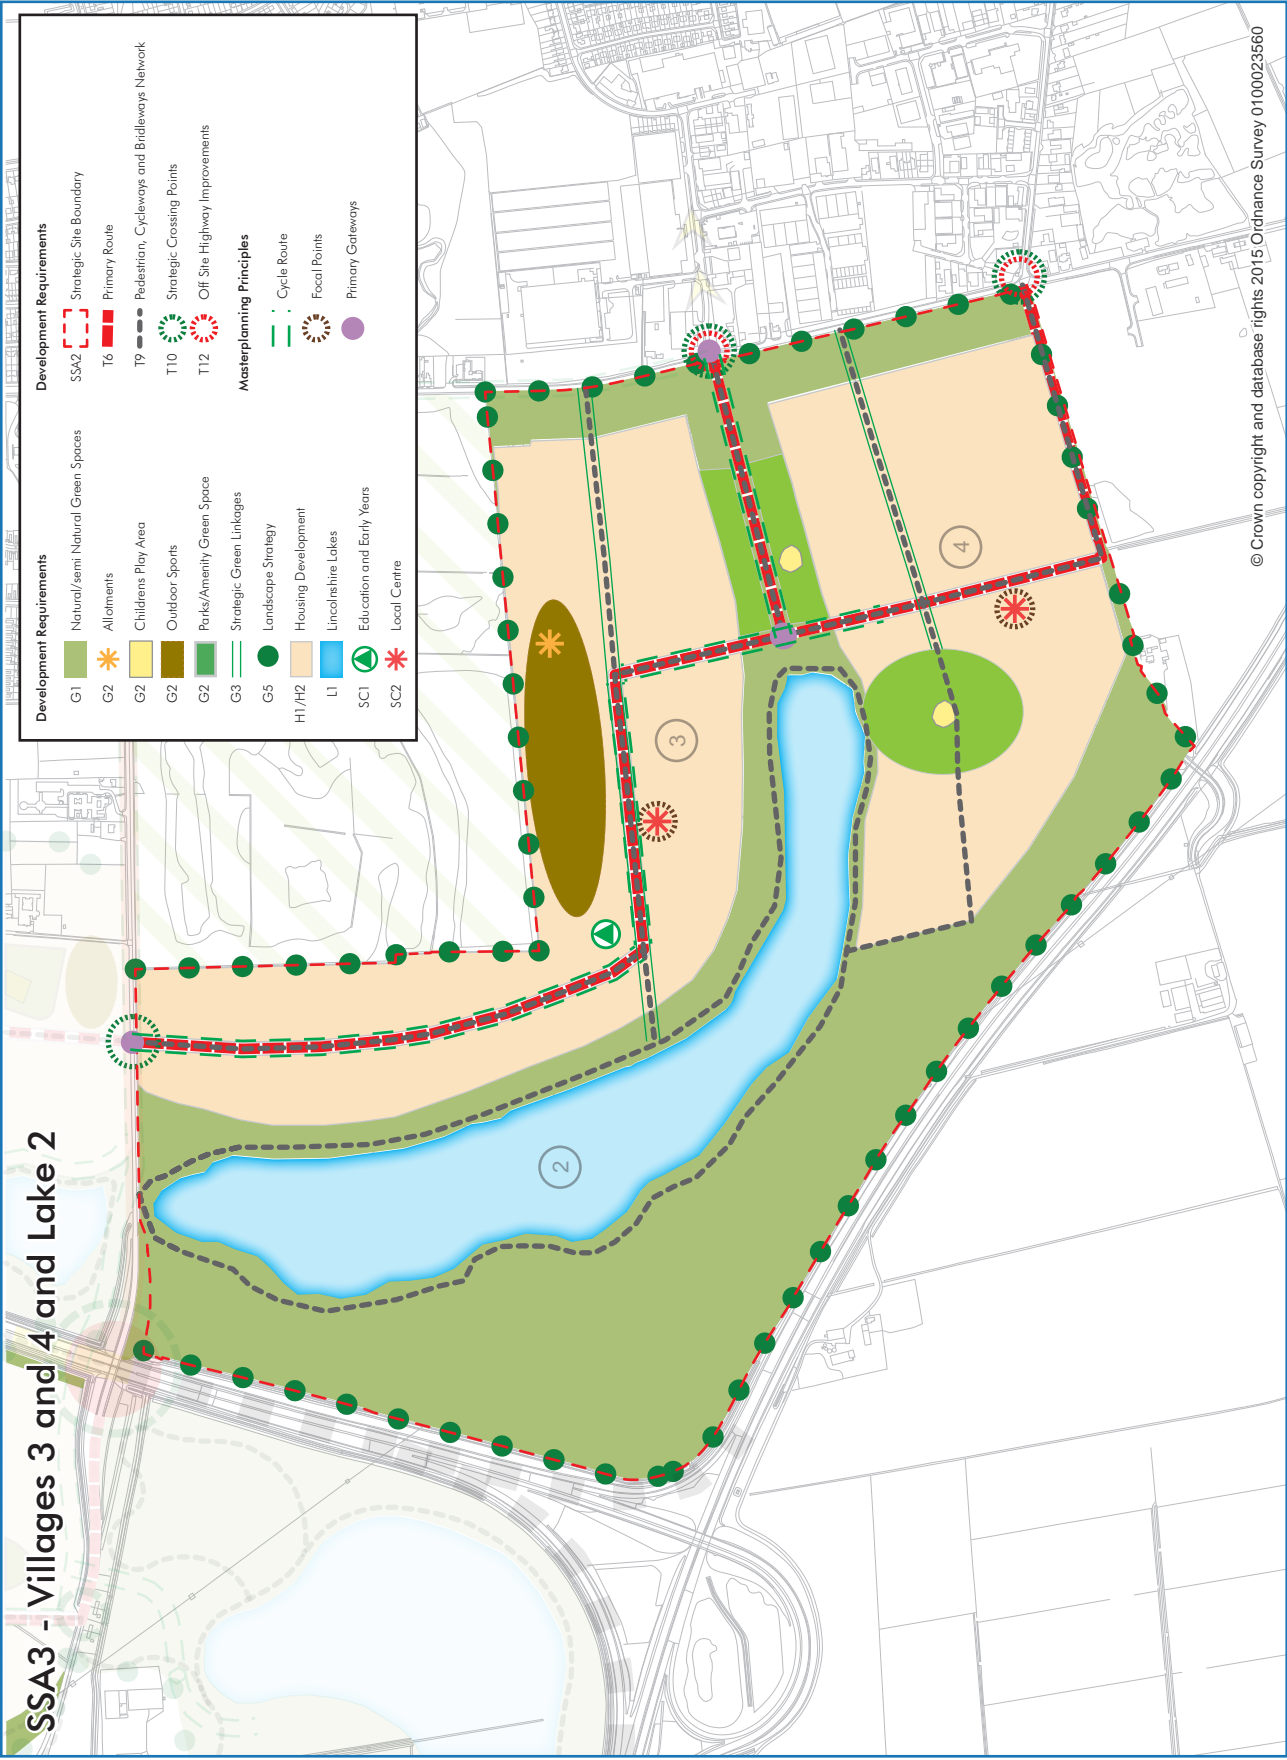 SSA3 - Villages 3 and 4 and Lake 2
Development Requirements
G1 Natural/semi Natural Green Spaces
G2 Allotments
G2 Childrens Play Area
G2 Outdoor Sports
G2 Parks/Amenity Green Space
G3 Strategic Green Linkages
G5 Landscape Strategy
H1/H2 Housing Development
L1 Lincolnshire Lakes
SC1 Education and Early Years
SC2 Local Centre
Development Requirements
SSA2 Strategic Site Boundary
T6 Primary Route
T9 Pedestrian, Cycleways and Bridleways Network
T10 Strategic Crossing Points
T12 Off Site Highway Improvements
Masterplanning Principles
Cycle Route
Focal Points
Primary Gateways
2
3
4
© Crown copyright and database rights 2015 Ordnance Survey 0100023560